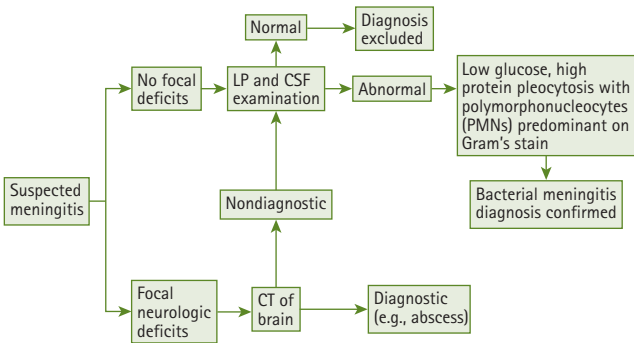 Normal
Diagnosis
excluded
No focal
deficits
LP and CSF
examination
Abnormal
Low glucose, high
protein pleocytosis with
polymorphonucleocytes
(PMNs) predominant on
Gram's stain
Suspected
meningitis
Nondiagnostic
Bacterial meningitis
diagnosis confirmed
Focal
neurologic
deficits
CT of
brain
Diagnostic
(e.g., abscess)